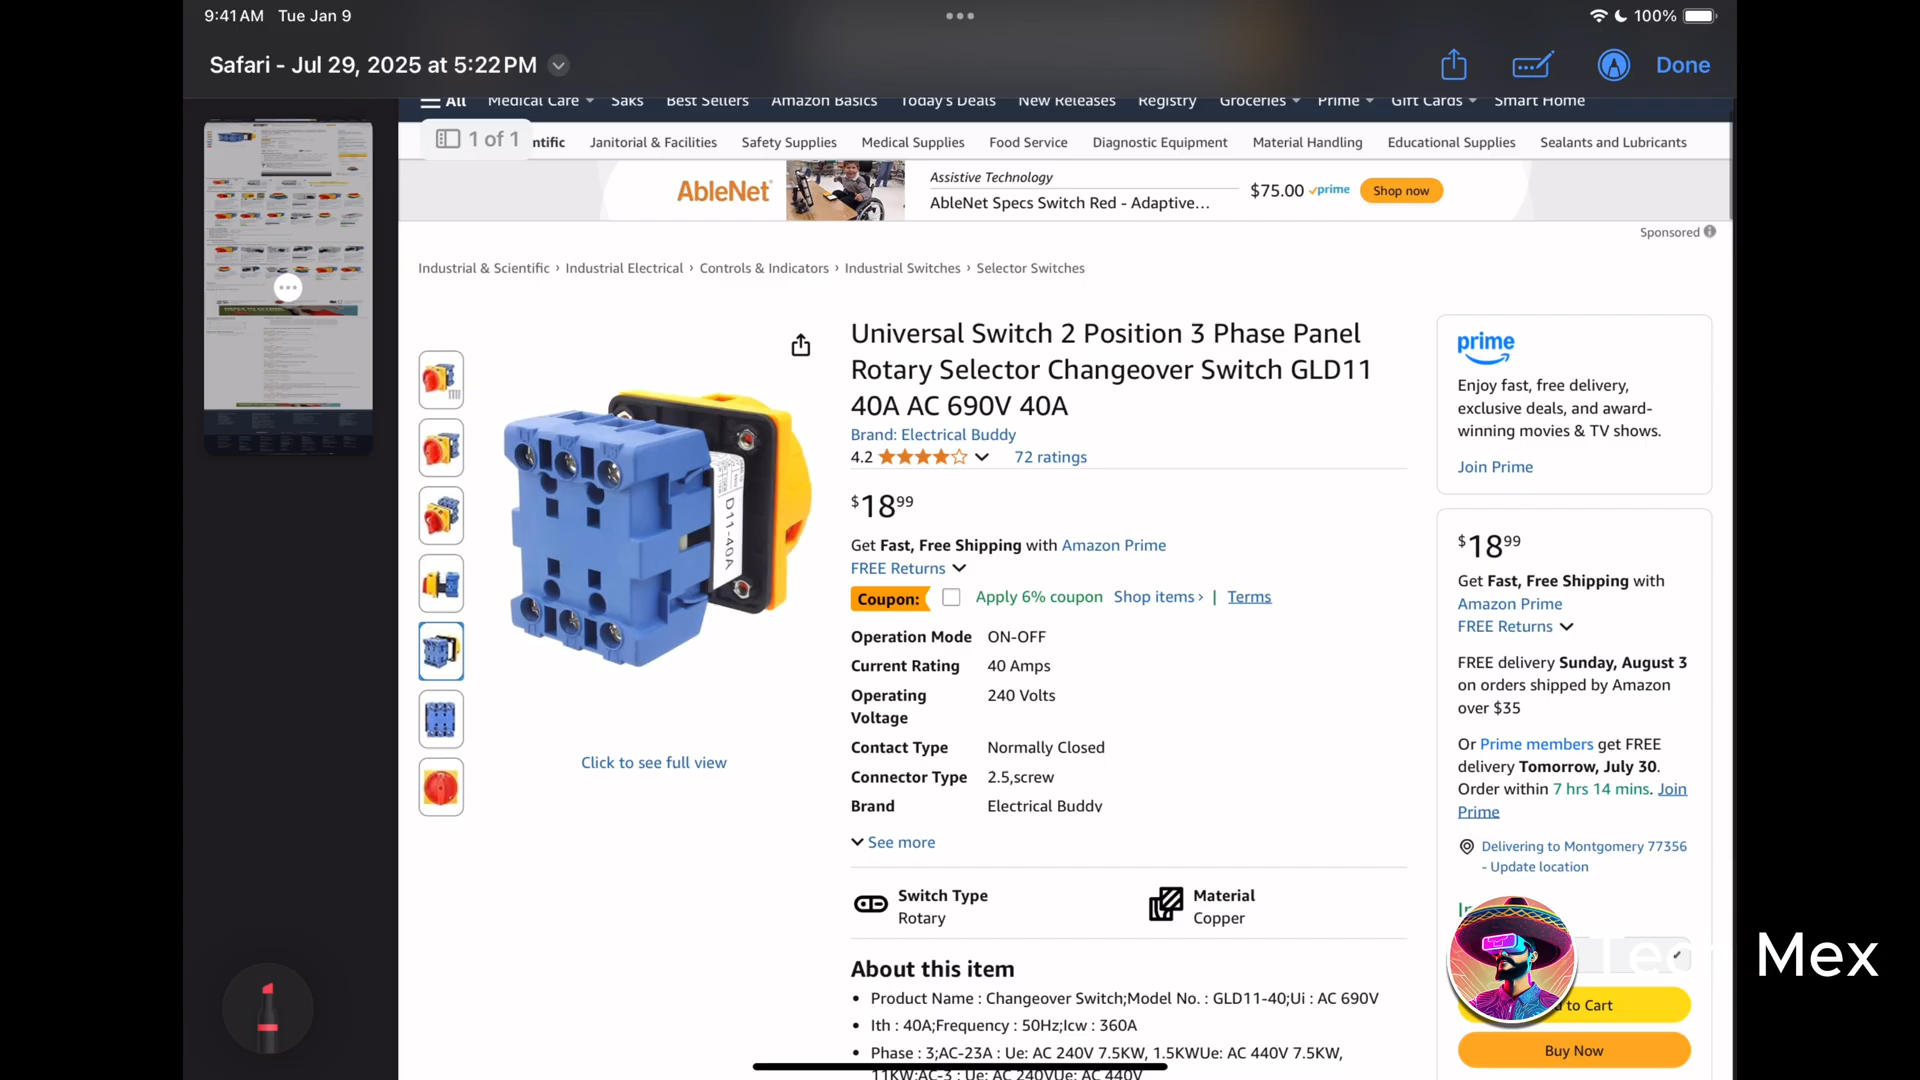 9:41 AM Tue Jan 9
100%
Safari - Jul 29, 2025 at 5:22 PM
Done
All Medical Care Saks Best Sellers Amazon Basics Today's Deals New Releases Registry Groceries Prime Gift Cards Smart Home
1 of 1
ntific Janitorial & Facilities Safety Supplies Medical Supplies Food Service Diagnostic Equipment Material Handling Educational Supplies Sealants and Lubricants
AbleNet
Assistive Technology
AbleNet Specs Switch Red - Adaptive...
$75.00 prime
Shop now
Sponsored
Industrial & Scientific › Industrial Electrical › Controls & Indicators › Industrial Switches › Selector Switches
Universal Switch 2 Position 3 Phase Panel
Rotary Selector Changeover Switch GLD11
40A AC 690V 40A
Brand: Electrical Buddy
4.2 72 ratings
$18.99
Get Fast, Free Shipping with Amazon Prime
FREE Returns
Coupon: Apply 6% coupon Shop items › | Terms
Operation Mode ON-OFF
Current Rating 40 Amps
Operating Voltage 240 Volts
Contact Type Normally Closed
Connector Type 2.5,screw
Brand Electrical Buddy
See more
Switch Type
Rotary
Material
Copper
About this item
• Product Name : Changeover Switch;Model No. : GLD11-40;Ui : AC 690V
• Ith : 40A;Frequency : 50Hz;Icw : 360A
• Phase : 3;AC-23A : Ue: AC 240V 7.5KW, 1.5KWUe: AC 440V 7.5KW,
11KW;AC-3 : Ue: AC 240VUe: AC 440V
D11-40A
Click to see full view
prime
Enjoy fast, free delivery,
exclusive deals, and award-
winning movies & TV shows.
Join Prime
$18.99
Get Fast, Free Shipping with
Amazon Prime
FREE Returns
FREE delivery Sunday, August 3
on orders shipped by Amazon
over $35
Or Prime members get FREE
delivery Tomorrow, July 30.
Order within 7 hrs 14 mins. Join
Prime
Delivering to Montgomery 77356
- Update location
Tech Mex
to Cart
Buy Now